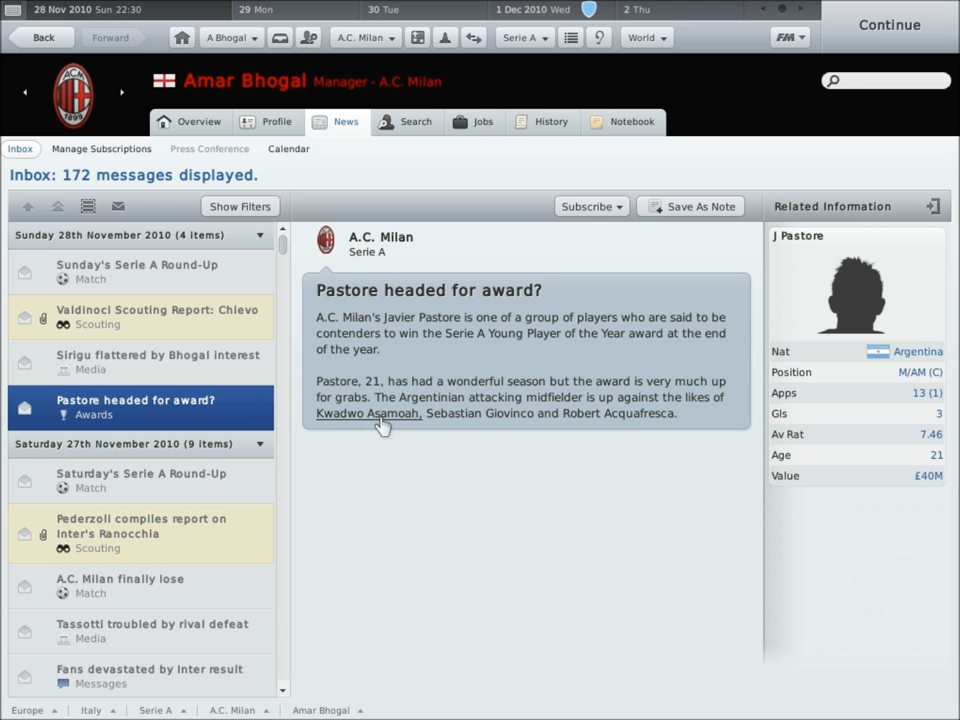 28 Nov 2010 Sun 22:30
29 Mon
30 Tue
1 Dec 2010 Wed
2 Thu
Continue
Back
Forward
A Bhogal
A.C. Milan
Serie A
World
FM
ACM
1899
Amar Bhogal Manager - A.C. Milan
Overview
Profile
News
Search
Jobs
History
Notebook
Inbox
Manage Subscriptions
Press Conference
Calendar
Inbox: 172 messages displayed.
Show Filters
Subscribe
Save As Note
Related Information
Sunday 28th November 2010 (4 items)
Sunday's Serie A Round-Up
Match
Valdinoci Scouting Report: Chievo
Scouting
Sirigu flattered by Bhogal interest
Media
Pastore headed for award?
Awards
Saturday 27th November 2010 (9 items)
Saturday's Serie A Round-Up
Match
Pederzoli compiles report on
Inter's Ranocchia
Scouting
A.C. Milan finally lose
Match
Tassotti troubled by rival defeat
Media
Fans devastated by Inter result
Messages
A.C. Milan
Serie A
Pastore headed for award?
A.C. Milan's Javier Pastore is one of a group of players who are said to be
contenders to win the Serie A Young Player of the Year award at the end
of the year.
Pastore, 21, has had a wonderful season but the award is very much up
for grabs. The Argentinian attacking midfielder is up against the likes of
Kwadwo Asamoah, Sebastian Giovinco and Robert Acquafresca.
J Pastore
Nat Argentina
Position M/AM (C)
Apps 13 (1)
Gls 3
Av Rat 7.46
Age 21
Value £40M
Europe
Italy
Serie A
A.C. Milan
Amar Bhogal